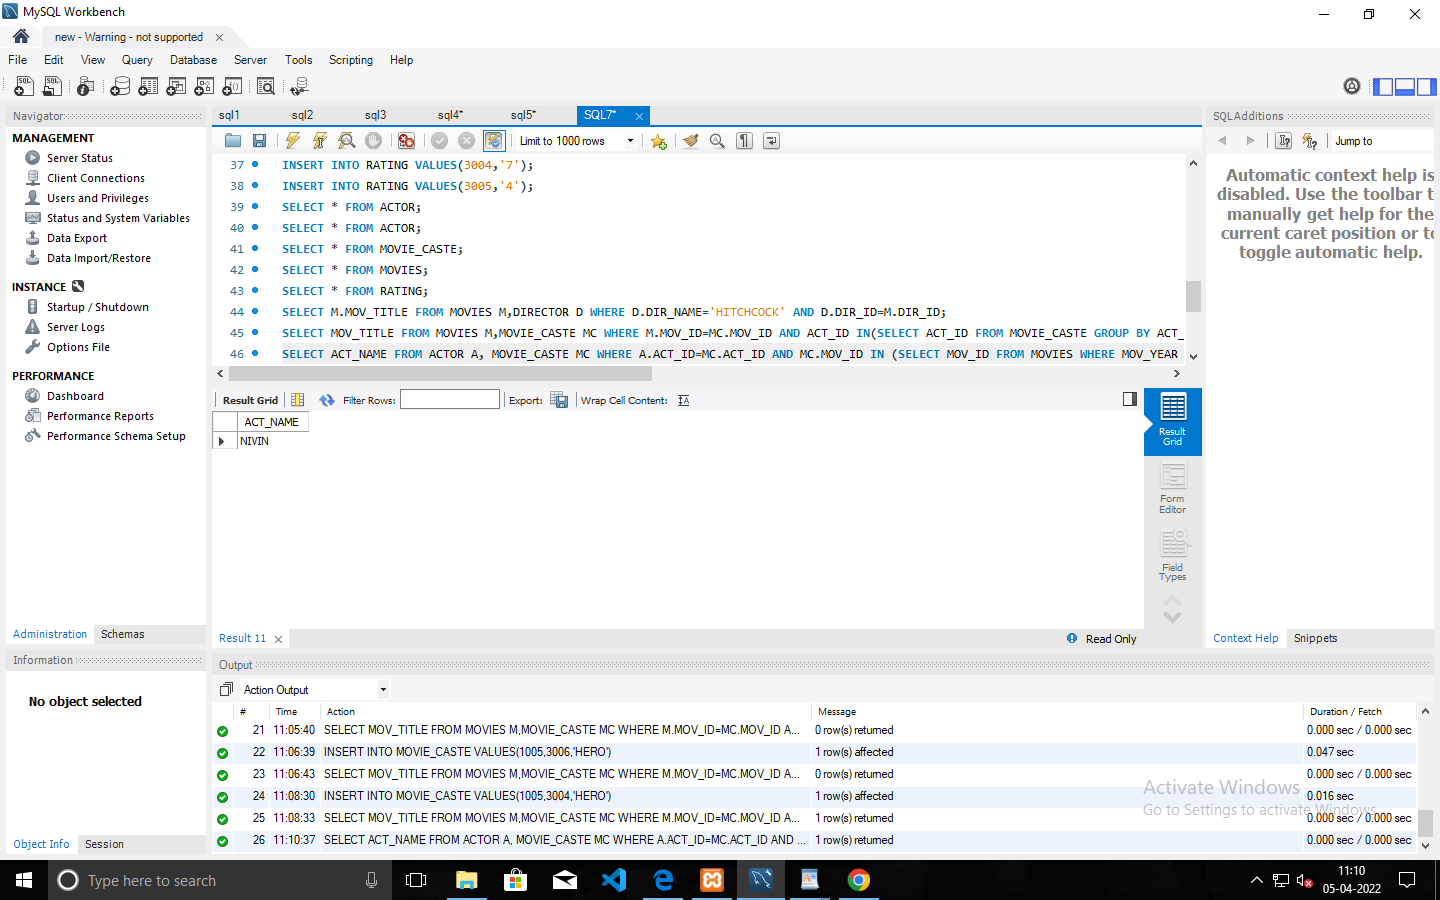 MySQL Workbench
new - Warning - not supported
File Edit View Query Database Server Tools Scripting Help
Navigator
MANAGEMENT
Server Status
Client Connections
Users and Privileges
Status and System Variables
Data Export
Data Import/Restore
INSTANCE
Startup / Shutdown
Server Logs
Options File
PERFORMANCE
Dashboard
Performance Reports
Performance Schema Setup
Administration Schemas
Information
No object selected
Object Info Session
sql1 sql2 sql3 sql4* sql5* SQL7*
Limit to 1000 rows
37 INSERT INTO RATING VALUES(3004,'7');
38 INSERT INTO RATING VALUES(3005,'4');
39 SELECT * FROM ACTOR;
40 SELECT * FROM ACTOR;
41 SELECT * FROM MOVIE_CASTE;
42 SELECT * FROM MOVIES;
43 SELECT * FROM RATING;
44 SELECT M.MOV_TITLE FROM MOVIES M,DIRECTOR D WHERE D.DIR_NAME='HITCHCOCK' AND D.DIR_ID=M.DIR_ID;
45 SELECT MOV_TITLE FROM MOVIES M,MOVIE_CASTE MC WHERE M.MOV_ID=MC.MOV_ID AND ACT_ID IN(SELECT ACT_ID FROM MOVIE_CASTE GROUP BY ACT_
46 SELECT ACT_NAME FROM ACTOR A, MOVIE_CASTE MC WHERE A.ACT_ID=MC.ACT_ID AND MC.MOV_ID IN (SELECT MOV_ID FROM MOVIES WHERE MOV_YEAR
Result Grid Filter Rows: Export: Wrap Cell Content:
ACT_NAME
NIVIN
Result Grid
Form Editor
Field Types
Result 11 Read Only
SQLAdditions
Jump to
Automatic context help is
disabled. Use the toolbar t
manually get help for the
current caret position or to
toggle automatic help.
Context Help Snippets
Output
Action Output
# Time Action Message Duration / Fetch
21 11:05:40 SELECT MOV_TITLE FROM MOVIES M,MOVIE_CASTE MC WHERE M.MOV_ID=MC.MOV_ID A... 0 row(s) returned 0.000 sec / 0.000 sec
22 11:06:39 INSERT INTO MOVIE_CASTE VALUES(1005,3006,'HERO') 1 row(s) affected 0.047 sec
23 11:06:43 SELECT MOV_TITLE FROM MOVIES M,MOVIE_CASTE MC WHERE M.MOV_ID=MC.MOV_ID A... 0 row(s) returned 0.000 sec / 0.000 sec
24 11:08:30 INSERT INTO MOVIE_CASTE VALUES(1005,3004,'HERO') 1 row(s) affected 0.016 sec
25 11:08:33 SELECT MOV_TITLE FROM MOVIES M,MOVIE_CASTE MC WHERE M.MOV_ID=MC.MOV_ID A... 1 row(s) returned 0.000 sec / 0.000 sec
26 11:10:37 SELECT ACT_NAME FROM ACTOR A, MOVIE_CASTE MC WHERE A.ACT_ID=MC.ACT_ID AND ... 1 row(s) returned 0.000 sec / 0.000 sec
Activate Windows
Go to Settings to activate Windows.
Type here to search
11:10
05-04-2022